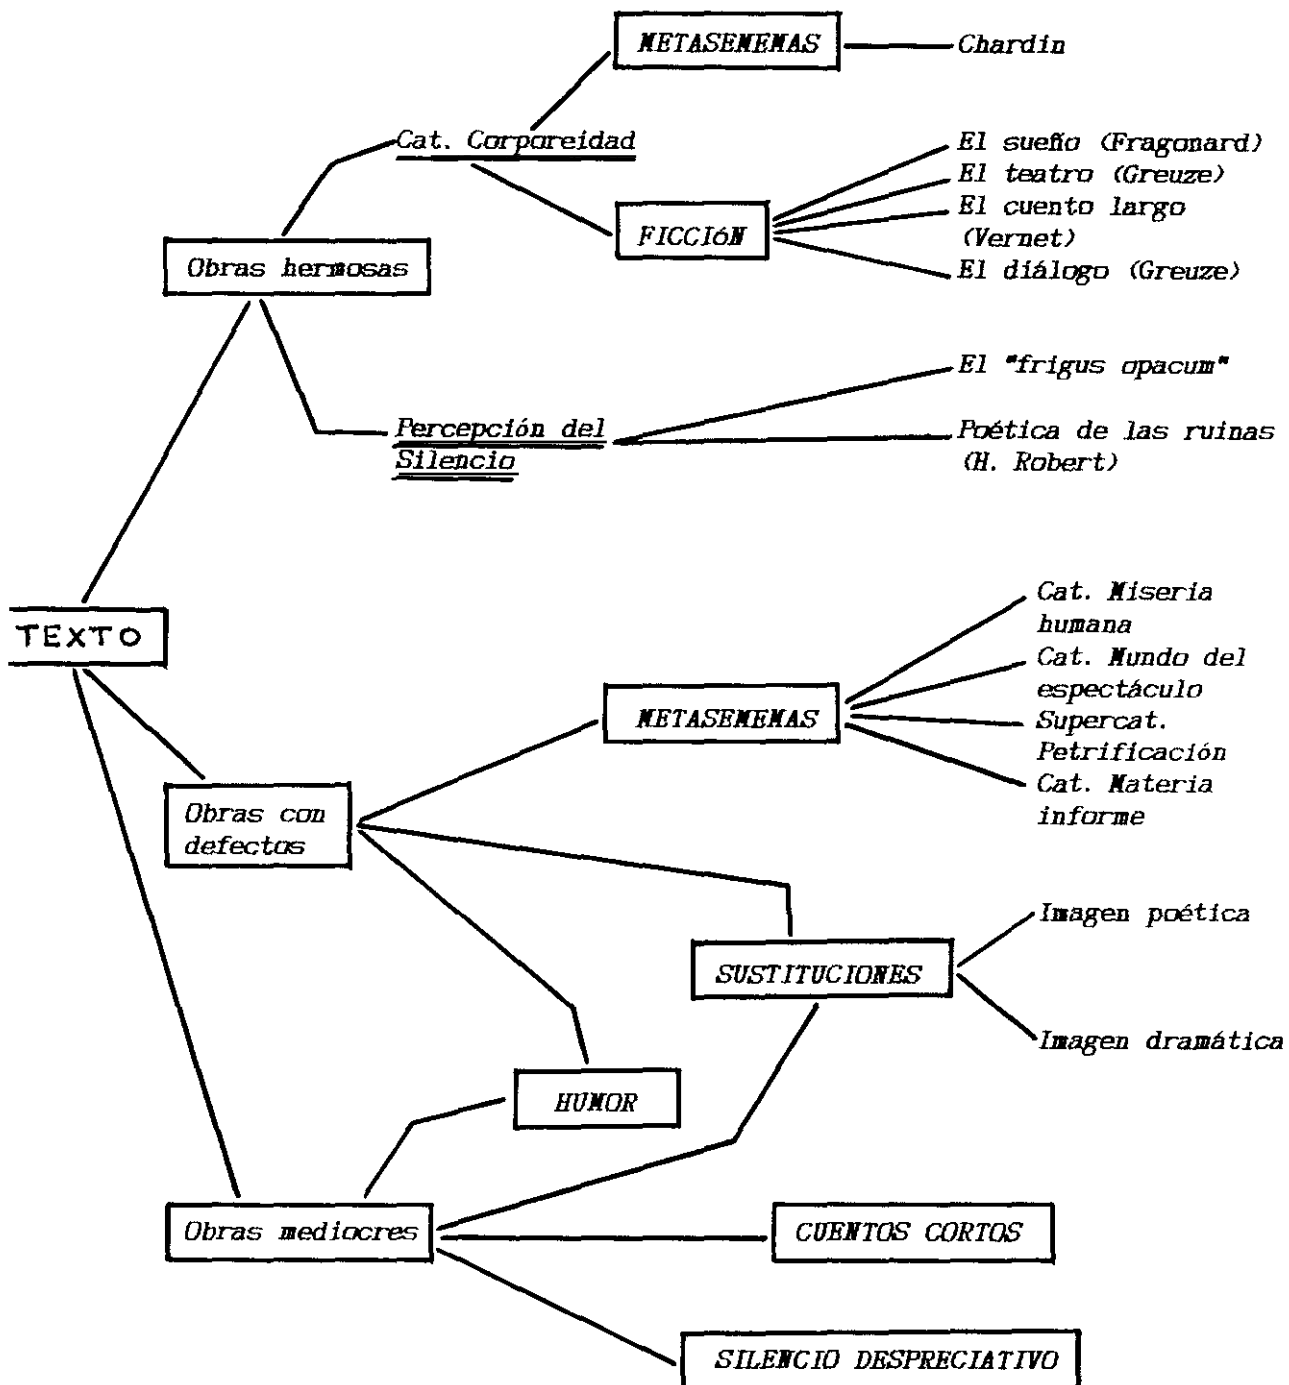 METASEMEMAS
Chardin
Cat. Corporeidad
El sueño (Fragonard)
El teatro (Greuze)
El cuento largo
(Vernet)
El diálogo (Greuze)
FICCIóN
Obras hermosas
El "frigus opacum"
Percepción del
Silencio
Poética de las ruinas
(H. Robert)
TEXTO
Cat. Miseria
humana
Cat. Mundo del
espectáculo
Supercat.
Petrificación
Cat. Materia
informe
METASEMEMAS
Obras con
defectos
Imagen poética
SUSTITUCIONES
Imagen dramática
HUMOR
Obras mediocres
CUENTOS CORTOS
SILENCIO DESPRECIATIVO